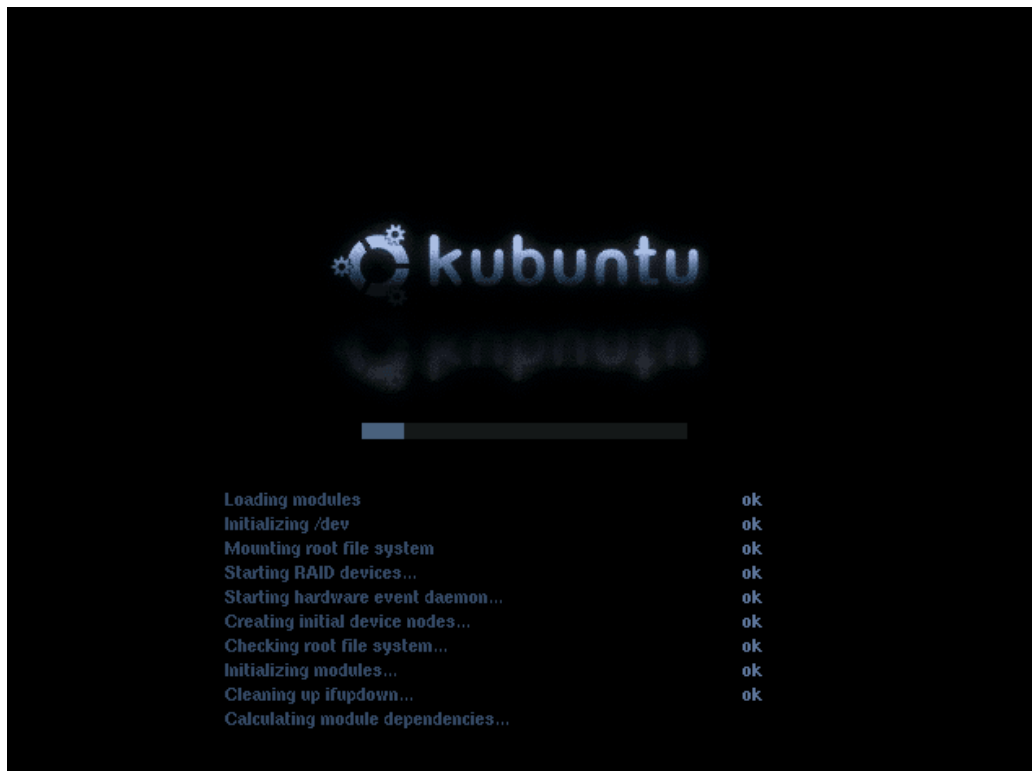 kubuntu
Loading modules ok
Initializing /dev ok
Mounting root file system ok
Starting RAID devices... ok
Starting hardware event daemon... ok
Creating initial device nodes... ok
Checking root file system... ok
Initializing modules... ok
Cleaning up ifupdown... ok
Calculating module dependencies...